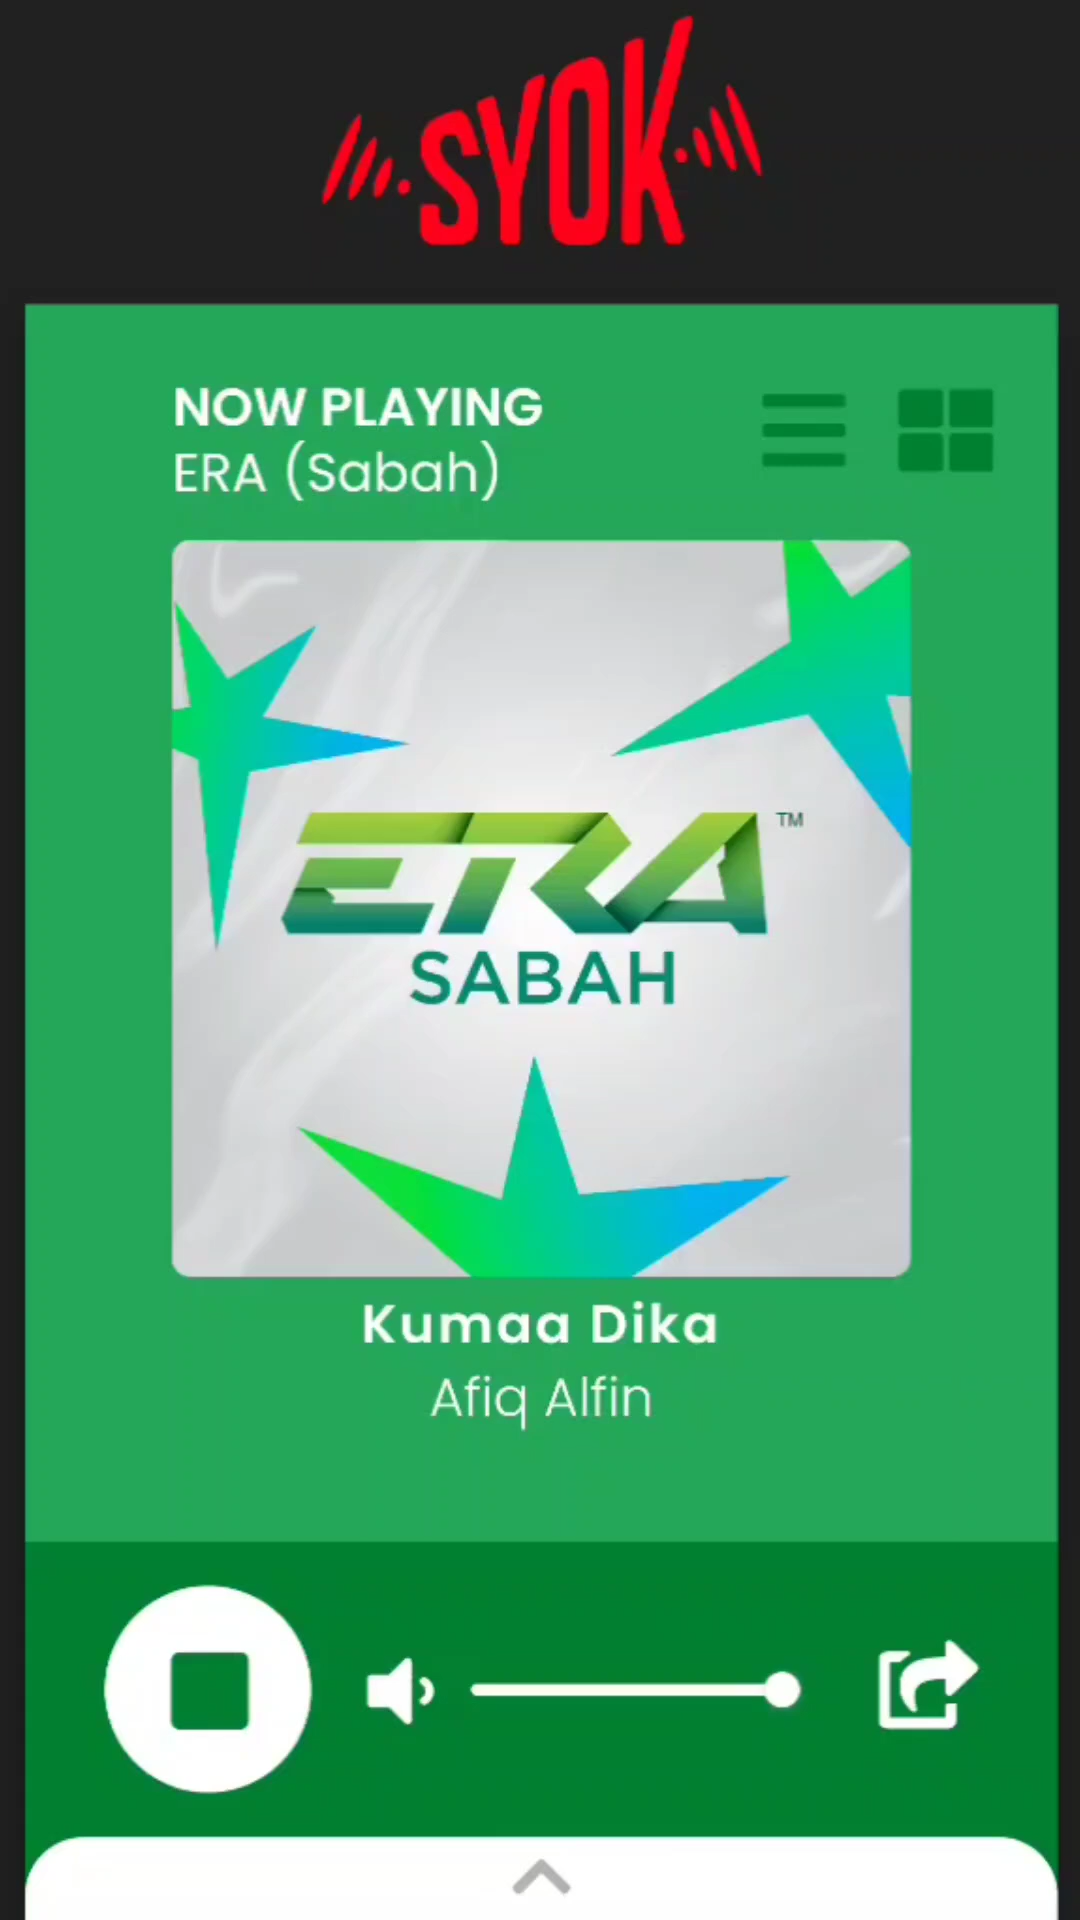 SYOK
NOW PLAYING
ERA (Sabah)
ERA™
SABAH
Kumaa Dika
Afiq Alfin